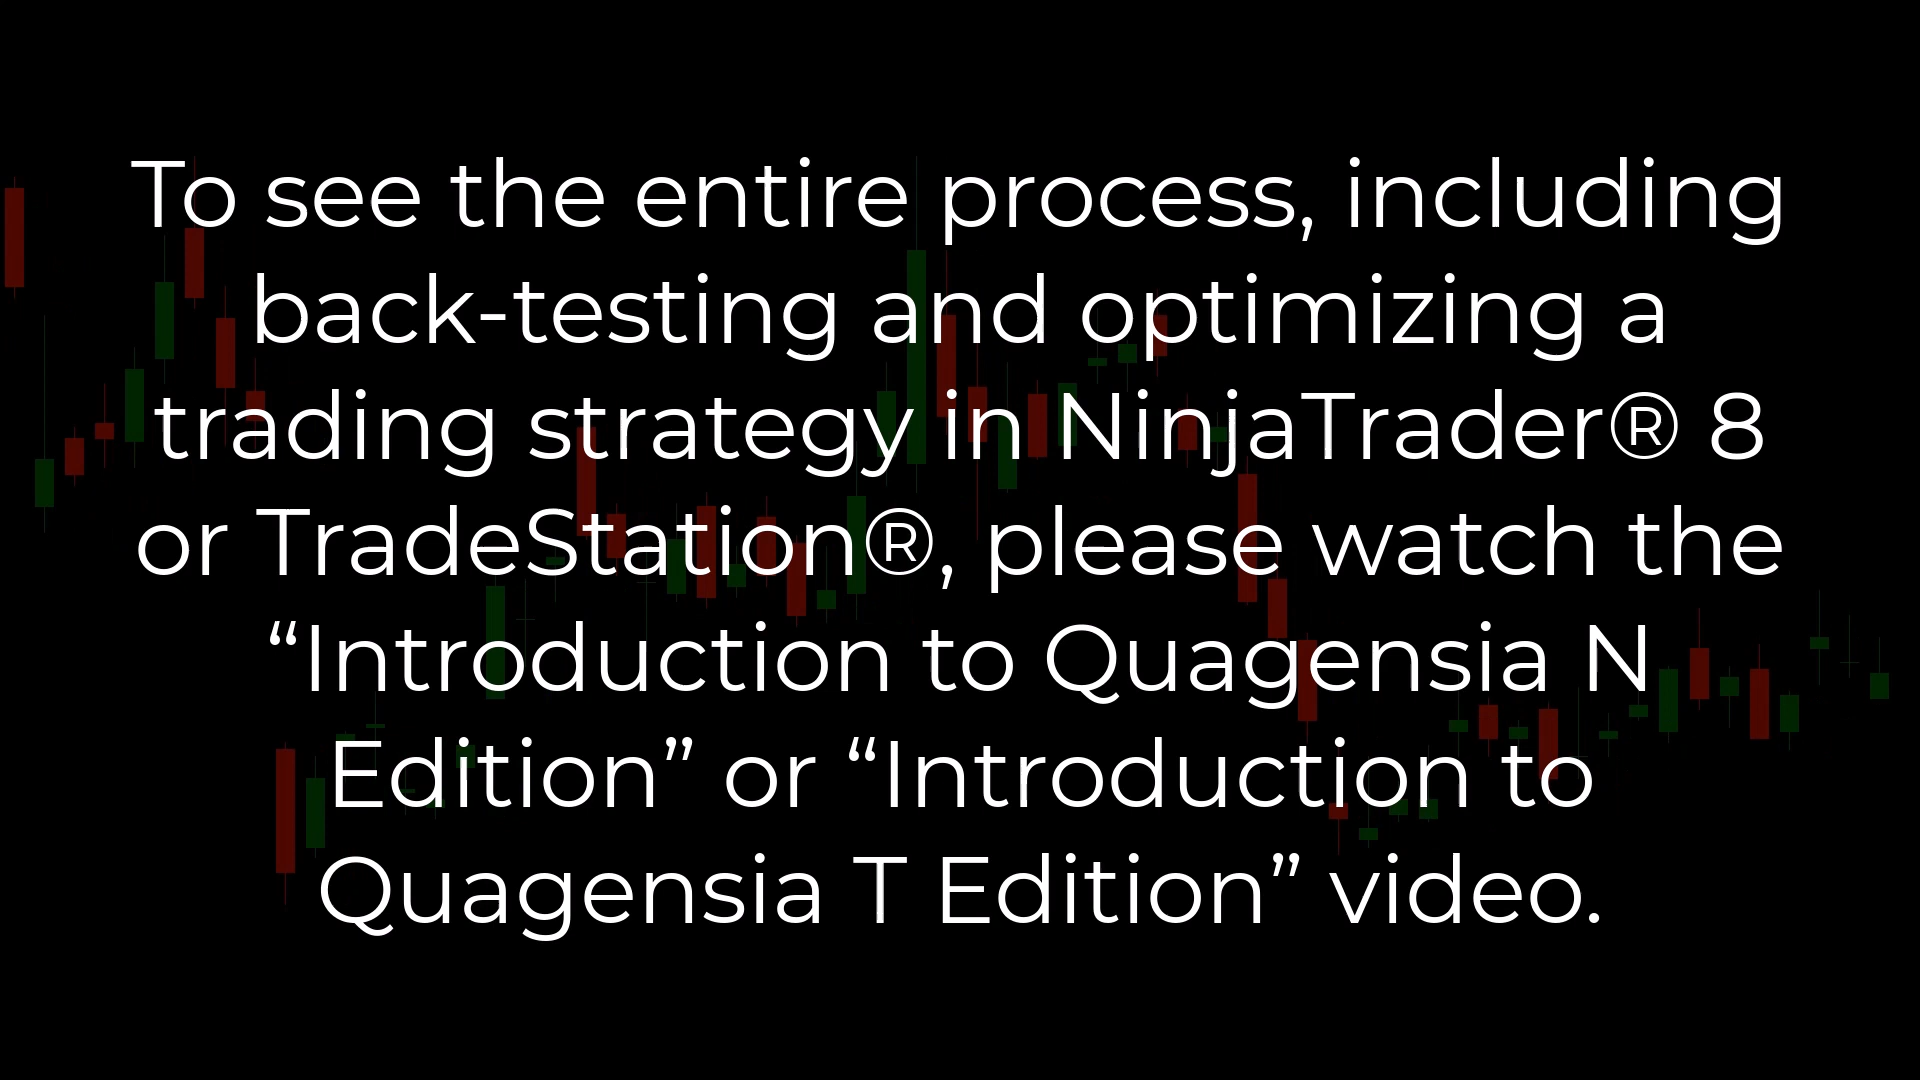 To see the entire process, including
back-testing and optimizing a
trading strategy in NinjaTrader® 8
or TradeStation®, please watch the
“Introduction to Quagensia N
Edition” or “Introduction to
Quagensia T Edition” video.